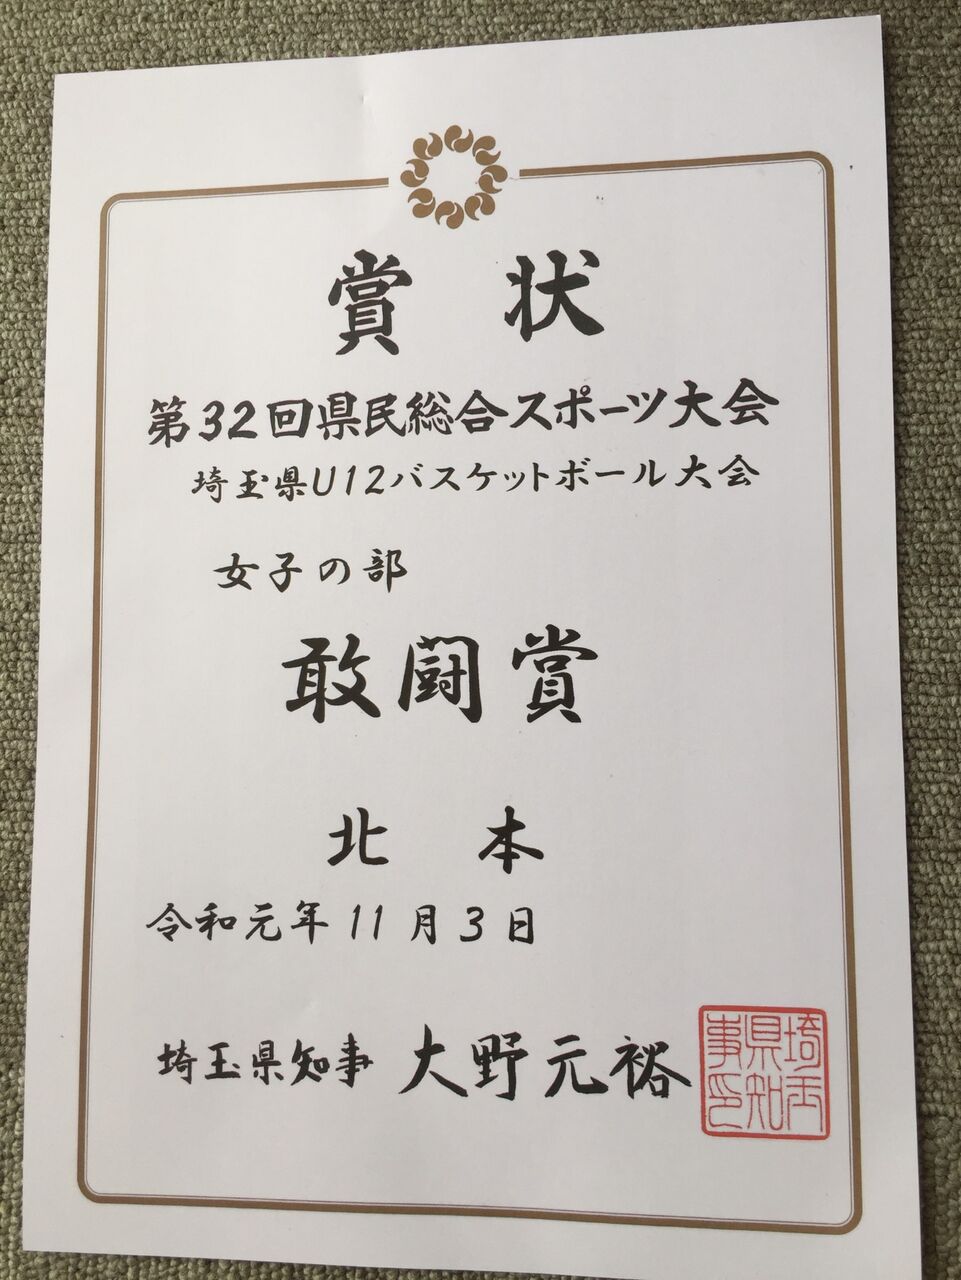 賞状
第32回県民総合スポーツ大会
埼玉県U12バスケットボール大会
女子の部
敢闘賞
北本
令和元年11月3日
埼玉県知事 大野元裕
埼玉県知事印